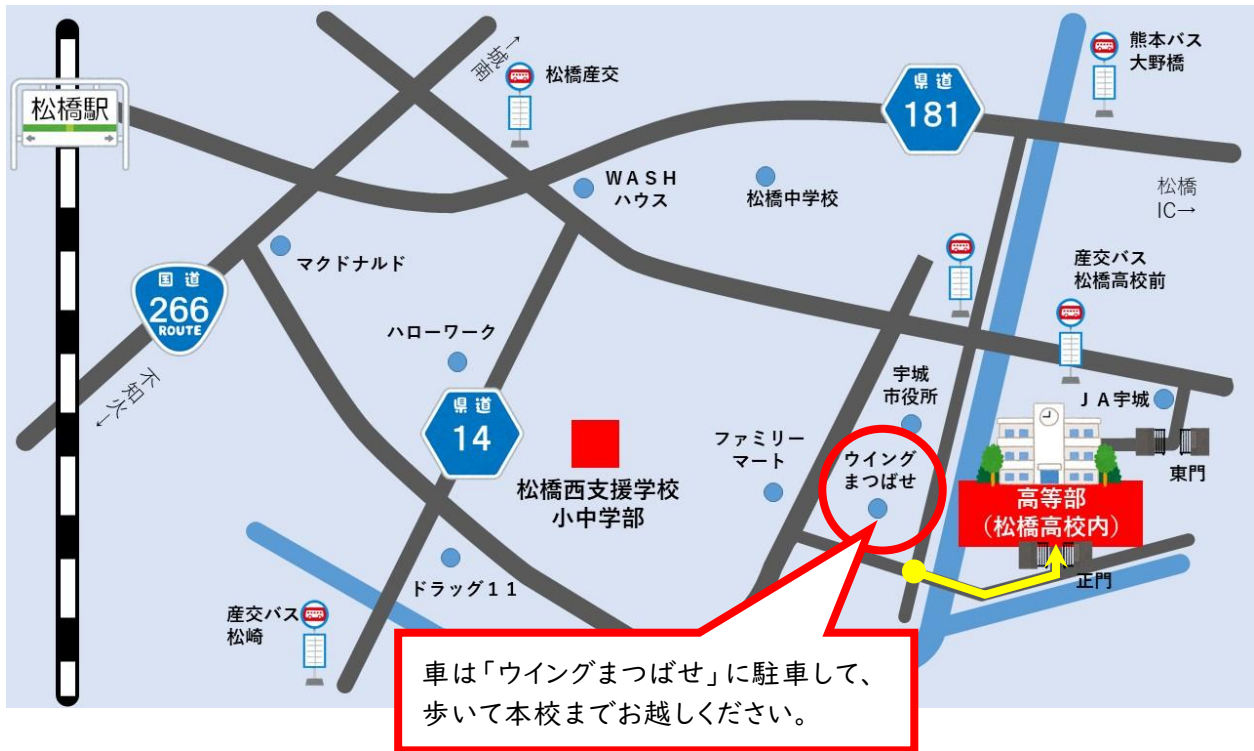 松橋駅
↑城南
松橋産交
県道
181
熊本バス
大野橋
松橋
IC→
WASH
ハウス
松橋中学校
マクドナルド
国道
266
ROUTE
不知火↓
産交バス
松橋高校前
ハローワーク
県道
14
宇城
市役所
JA宇城
ファミリー
マート
ウイング
まつばせ
東門
松橋西支援学校
小中学部
高等部
(松橋高校内)
正門
ドラッグ11
産交バス
松崎
車は「ウイングまつばせ」に駐車して、
歩いて本校までお越しください。